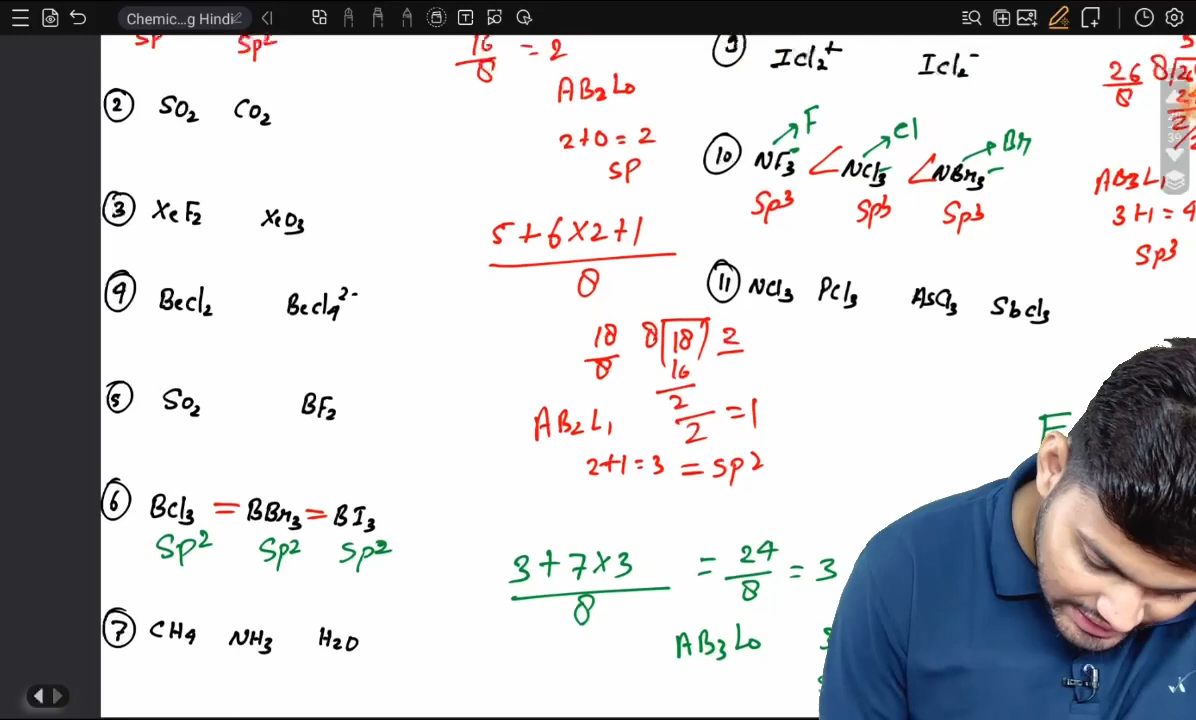 Chemic...g Hindi
Sp Sp²
② SO₂ CO₂
③ XeF₂ XeO₃
④ Becl₂ Becl₄²⁻
⑤ SO₂ BF₂
⑥ Bcl₃ = BBr₃ = BI₃
Sp² Sp² Sp²
⑦ CH₄ NH₃ H₂O
16/8 = 2
AB₂L₀
2+0=2
SP
5+6×2+1
8
18/8 8)18(2
16
2/2 = 1
AB₂L₁
2+1=3 = SP²
3+7×3 = 24/8 = 3
8
AB₃L₀
⑨ Icl₂⁺ Icl₂⁻
F Cl Br
⑩ NF₃ < NCl₃ < NBr₃
Sp³ Sp³ Sp³
⑪ NCl₃ Pcl₃ AsCl₃ Sbcl₃
26/8
AB₃L₁
3+1=4
Sp³
F